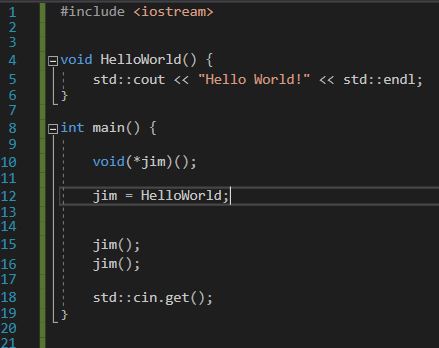 1 #include <iostream>
2
3
4 void HelloWorld() {
5 std::cout << "Hello World!" << std::endl;
6 }
7
8 int main() {
9
10 void(*jim)();
11
12 jim = HelloWorld;
13
14
15 jim();
16 jim();
17
18 std::cin.get();
19 }
20
21